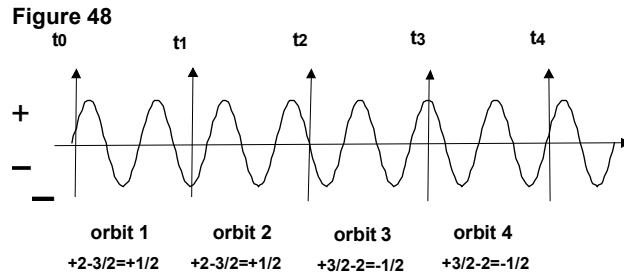 Figure 48
t0 t1 t2 t3 t4
+
−
−
orbit 1 orbit 2 orbit 3 orbit 4
+2-3/2=+1/2 +2-3/2=+1/2 +3/2-2=-1/2 +3/2-2=-1/2